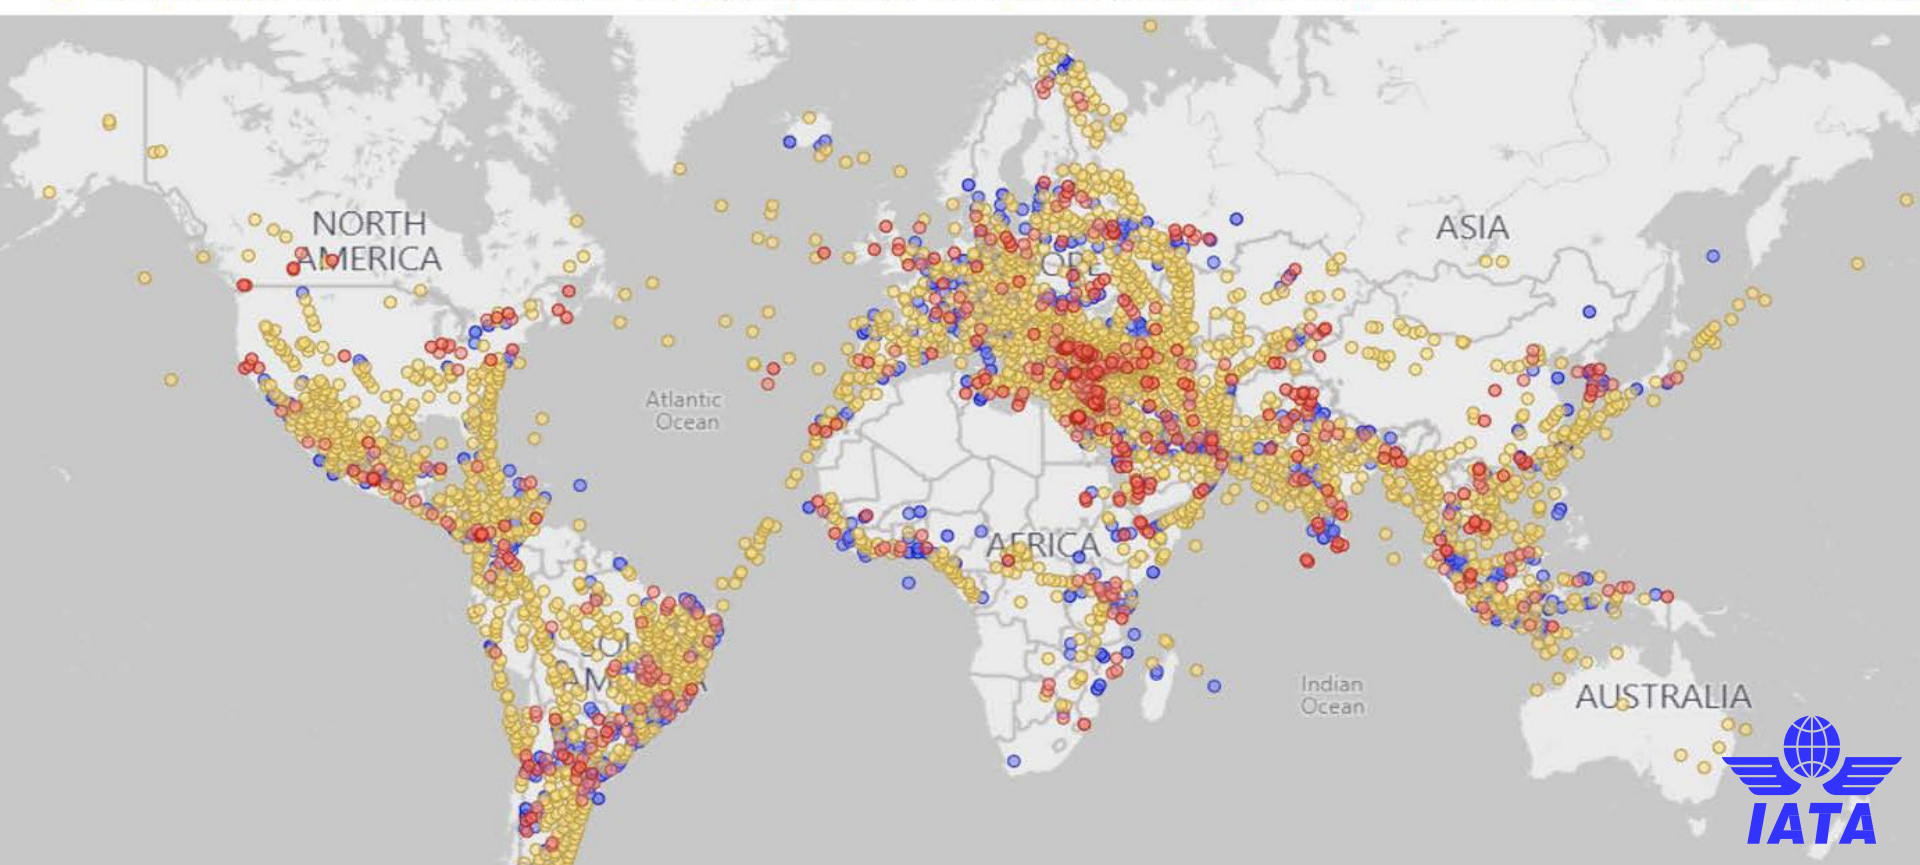 NORTH
AMERICA
ASIA
Atlantic
Ocean
AFRICA
Indian
Ocean
AUSTRALIA
IATA